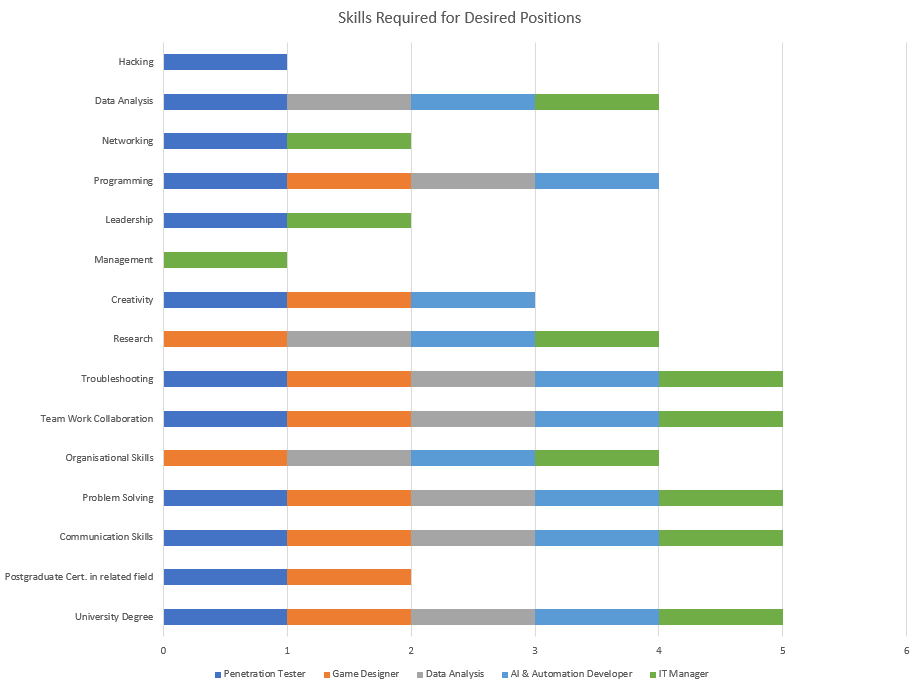 Skills Required for Desired Positions
Hacking
Data Analysis
Networking
Programming
Leadership
Management
Creativity
Research
Troubleshooting
Team Work Collaboration
Organisational Skills
Problem Solving
Communication Skills
Postgraduate Cert. in related field
University Degree
0 1 2 3 4 5 6
Penetration Tester Game Designer Data Analysis AI & Automation Developer IT Manager